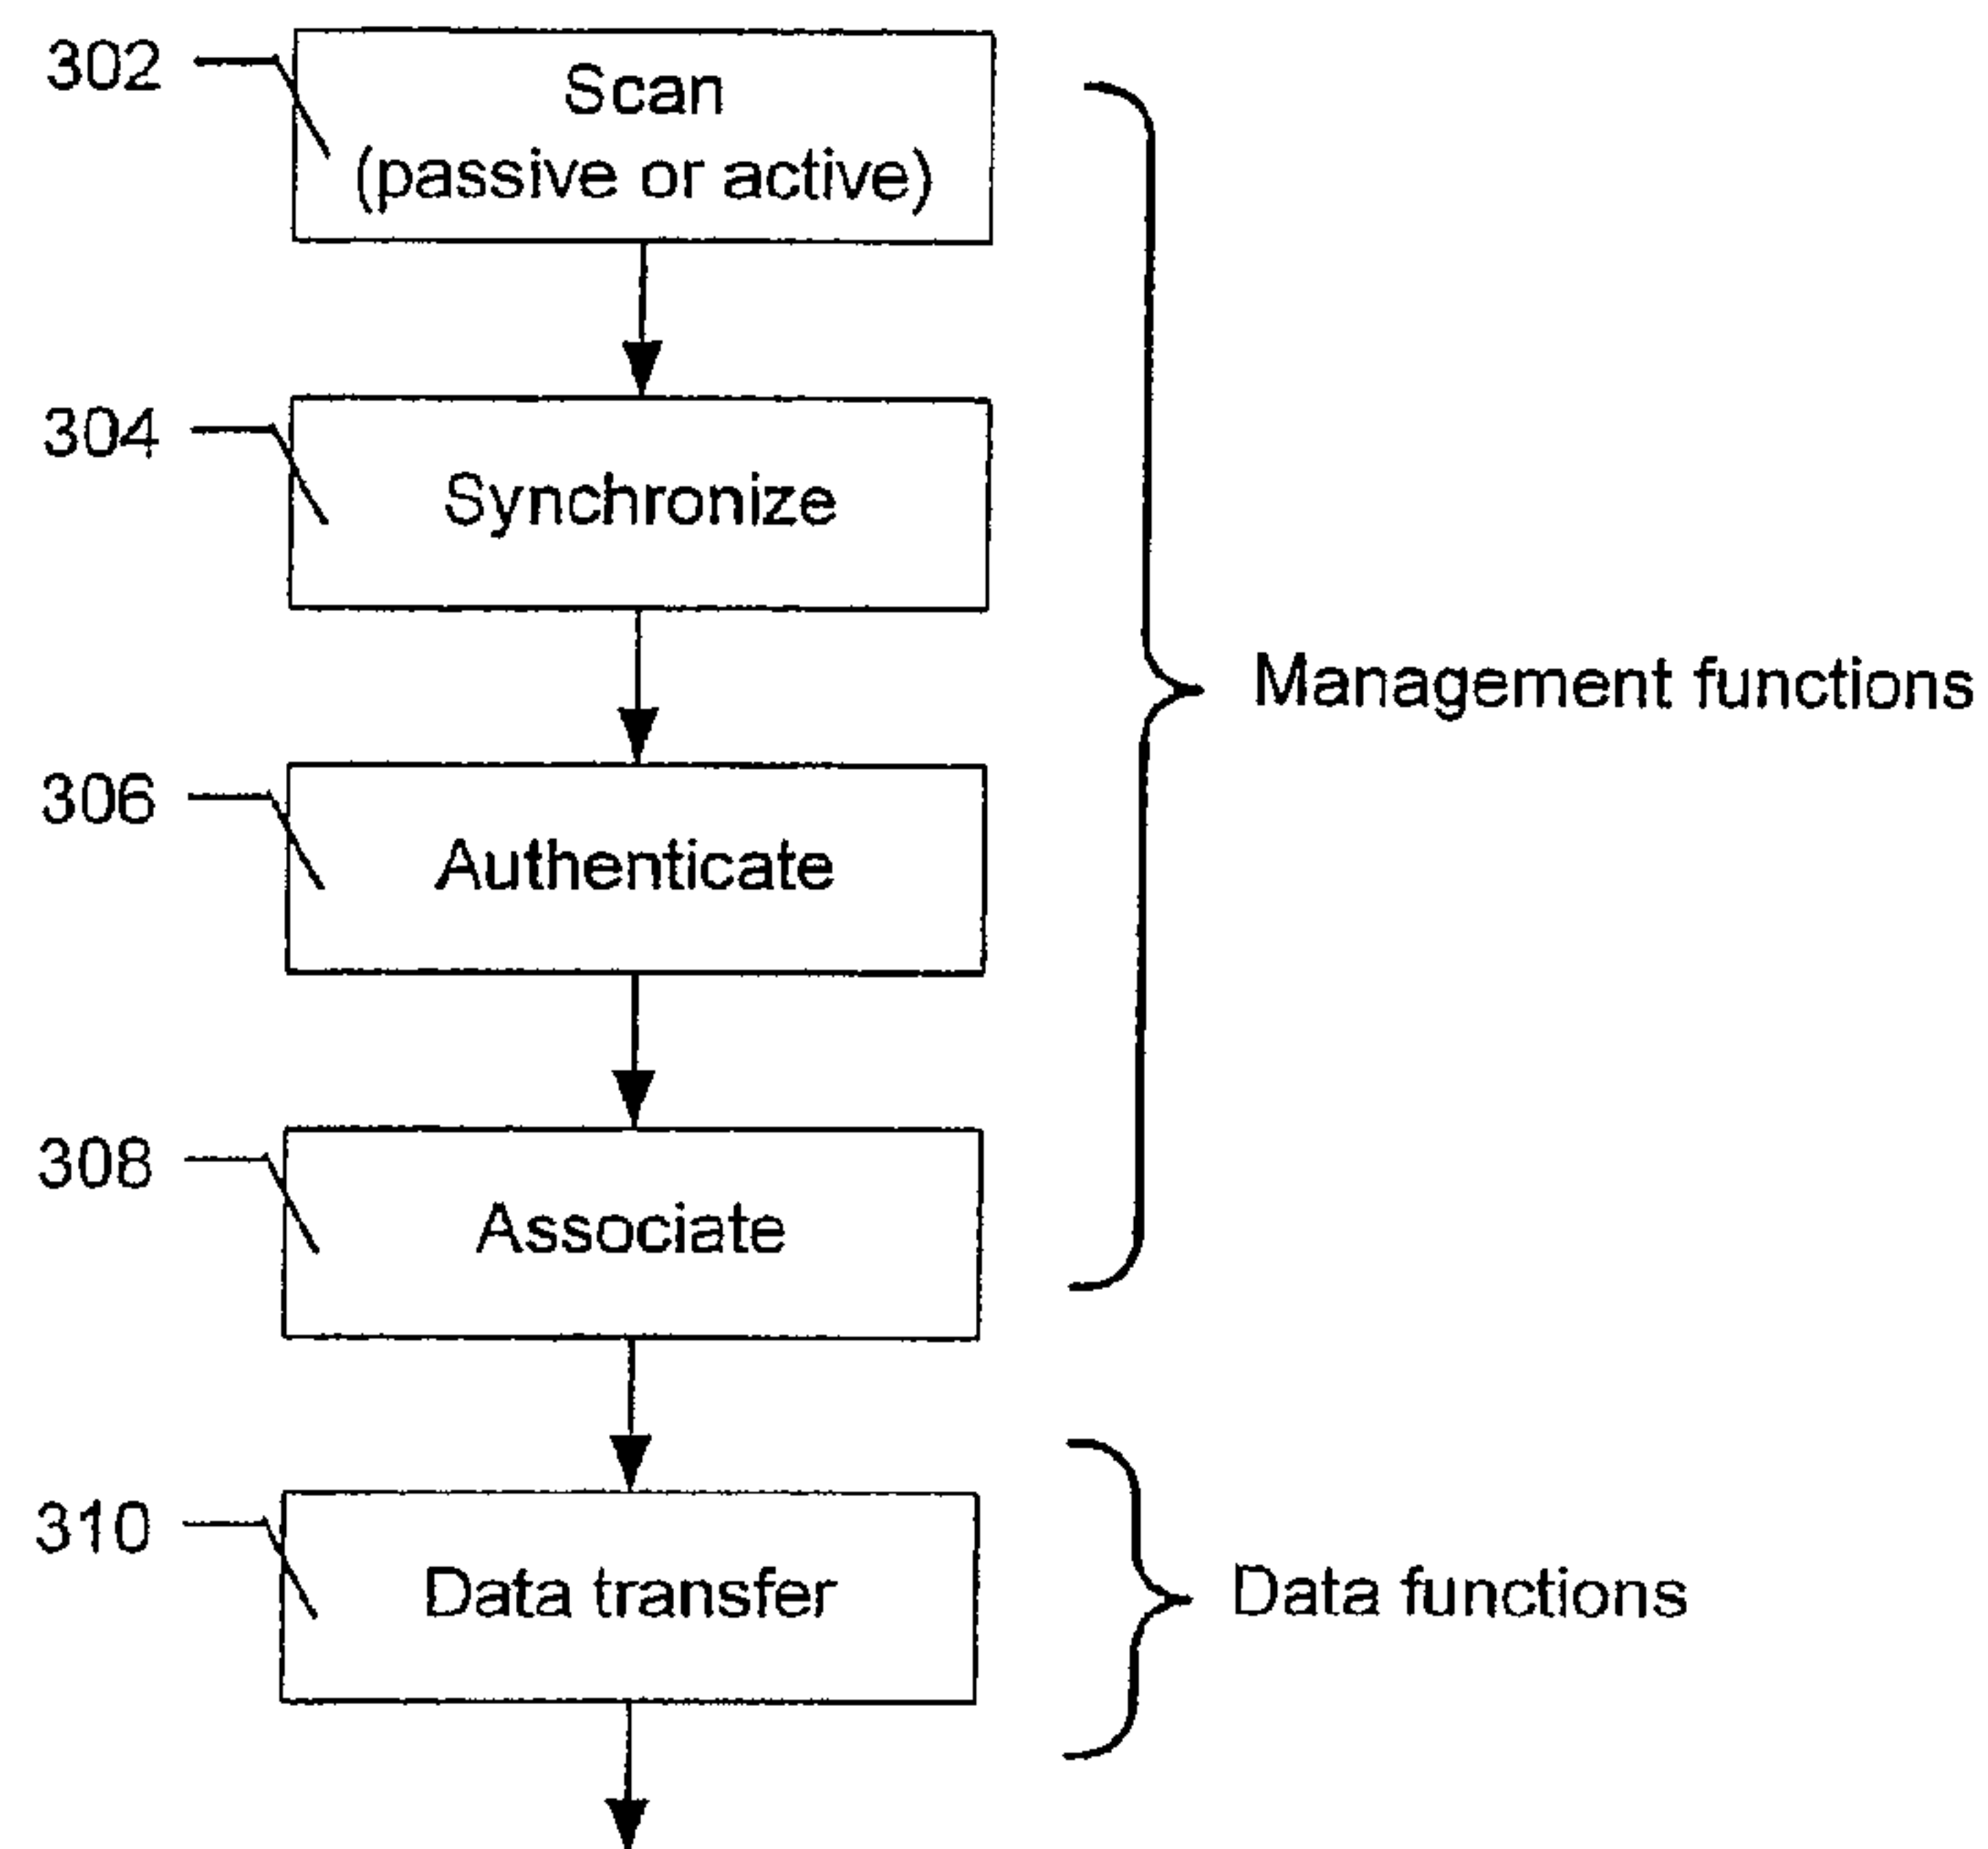 302
Scan
(passive or active)
304
Synchronize
Management functions
306
Authenticate
308
Associate
310
Data transfer
Data functions